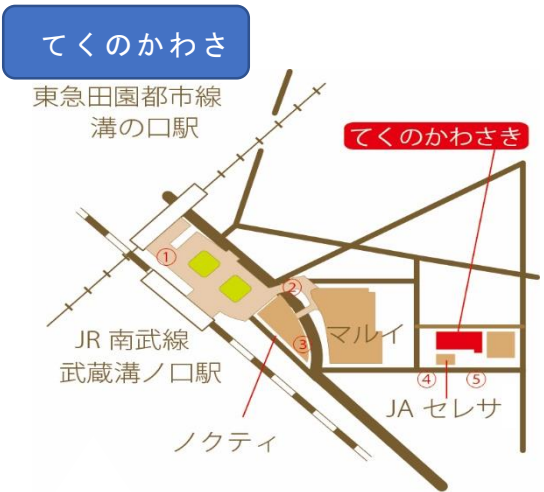 てくのかわさ
東急田園都市線
溝の口駅
てくのかわさき
①
②
JR 南武線
武蔵溝ノ口駅
③
マルイ
④
⑤
JA セレサ
ノクティ